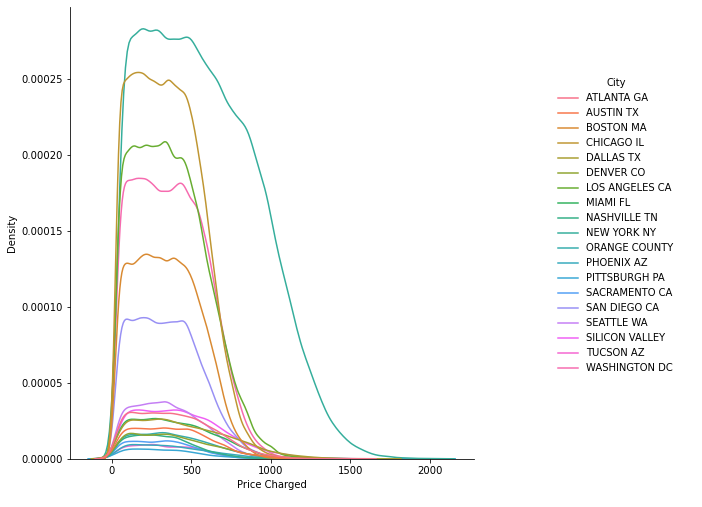 0.00025
0.00020
0.00015
0.00010
0.00005
0.00000
Density
0 500 1000 1500 2000
Price Charged
City
ATLANTA GA
AUSTIN TX
BOSTON MA
CHICAGO IL
DALLAS TX
DENVER CO
LOS ANGELES CA
MIAMI FL
NASHVILLE TN
NEW YORK NY
ORANGE COUNTY
PHOENIX AZ
PITTSBURGH PA
SACRAMENTO CA
SAN DIEGO CA
SEATTLE WA
SILICON VALLEY
TUCSON AZ
WASHINGTON DC